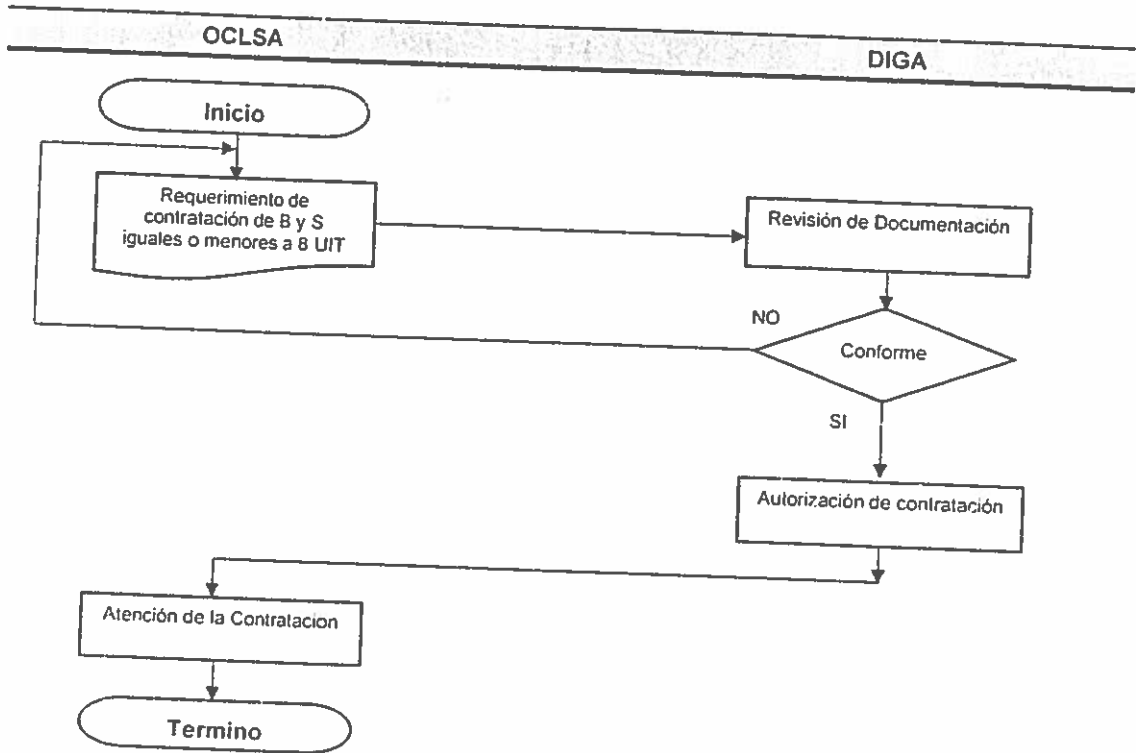 OCLSA
DIGA
Inicio
Requerimiento de
contratación de B y S
iguales o menores a 8 UIT
Revisión de Documentación
NO
Conforme
SI
Autorización de contratación
Atención de la Contratacion
Termino